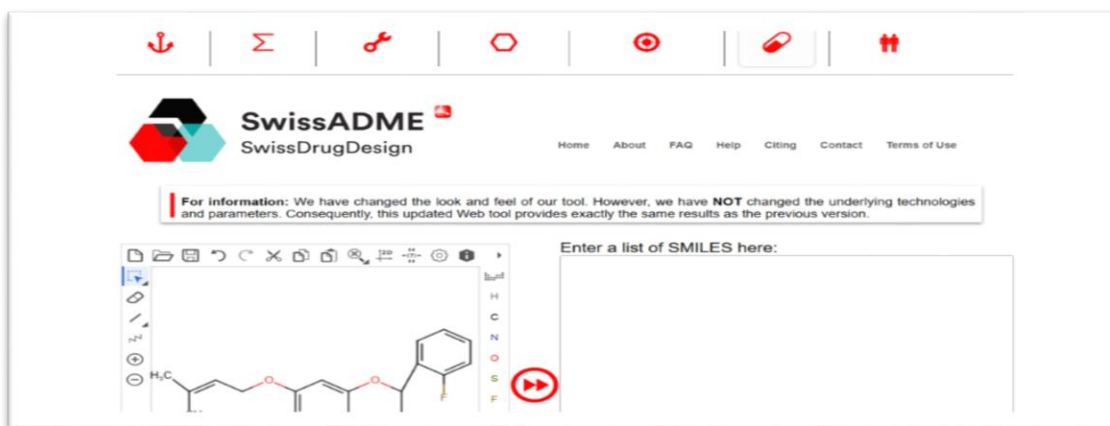 SwissADME
SwissDrugDesign
Home About FAQ Help Citing Contact Terms of Use
For information: We have changed the look and feel of our tool. However, we have NOT changed the underlying technologies
and parameters. Consequently, this updated Web tool provides exactly the same results as the previous version.
Enter a list of SMILES here:
H
C
N
O
S
F
H₃C
O
O
F